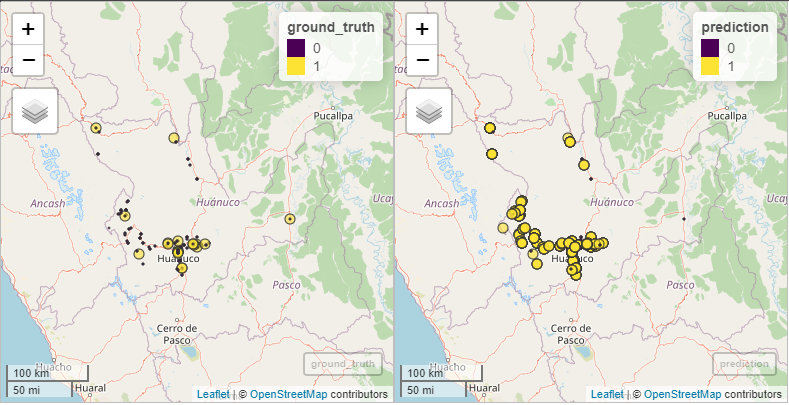 +
−
ground_truth
0
1
Pucallpa
Ancash
Huánuco
Ucay
Huánuco
Pasco
Cerro de
Pasco
Huacho
ground_truth
100 km
50 mi
Huaral
Leaflet | © OpenStreetMap contributors
+
−
prediction
0
1
Pucallpa
Ancash
Huánuco
Ucay
Huánuco
Pasco
Cerro de
Pasco
Huacho
prediction
100 km
50 mi
Huaral
Leaflet | © OpenStreetMap contributors